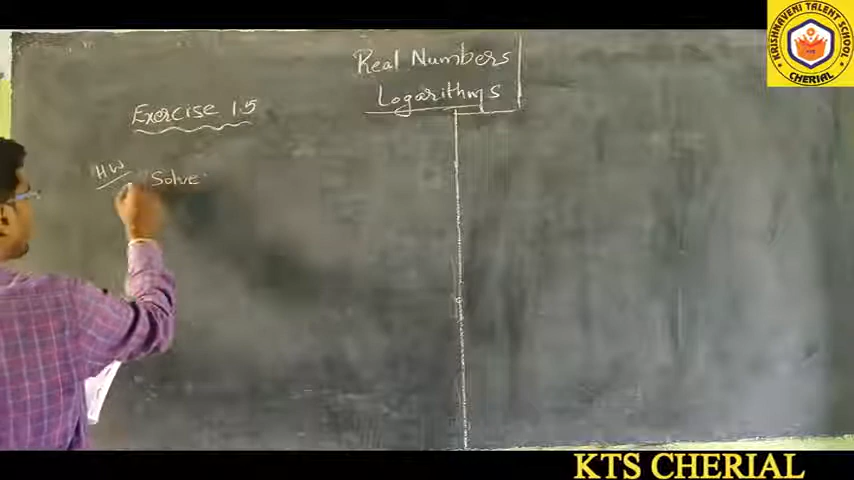 Real Numbers
Logarithms
Exercise 1.5
HW Solve
KRISHNAVENI TALENT SCHOOL
CHERIAL
KTS CHERIAL